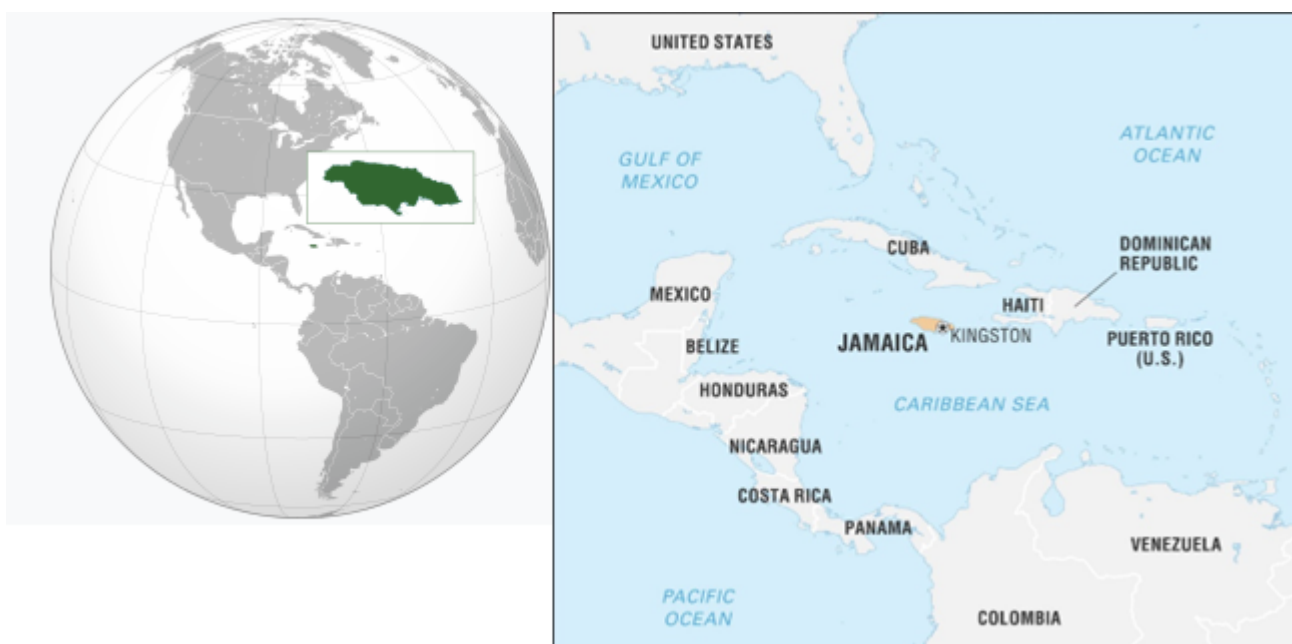 UNITED STATES
ATLANTIC
OCEAN
GULF OF
MEXICO
CUBA
DOMINICAN
REPUBLIC
MEXICO
HAITI
JAMAICA
KINGSTON
PUERTO RICO
(U.S.)
BELIZE
HONDURAS
CARIBBEAN SEA
NICARAGUA
COSTA RICA
PANAMA
VENEZUELA
PACIFIC
OCEAN
COLOMBIA